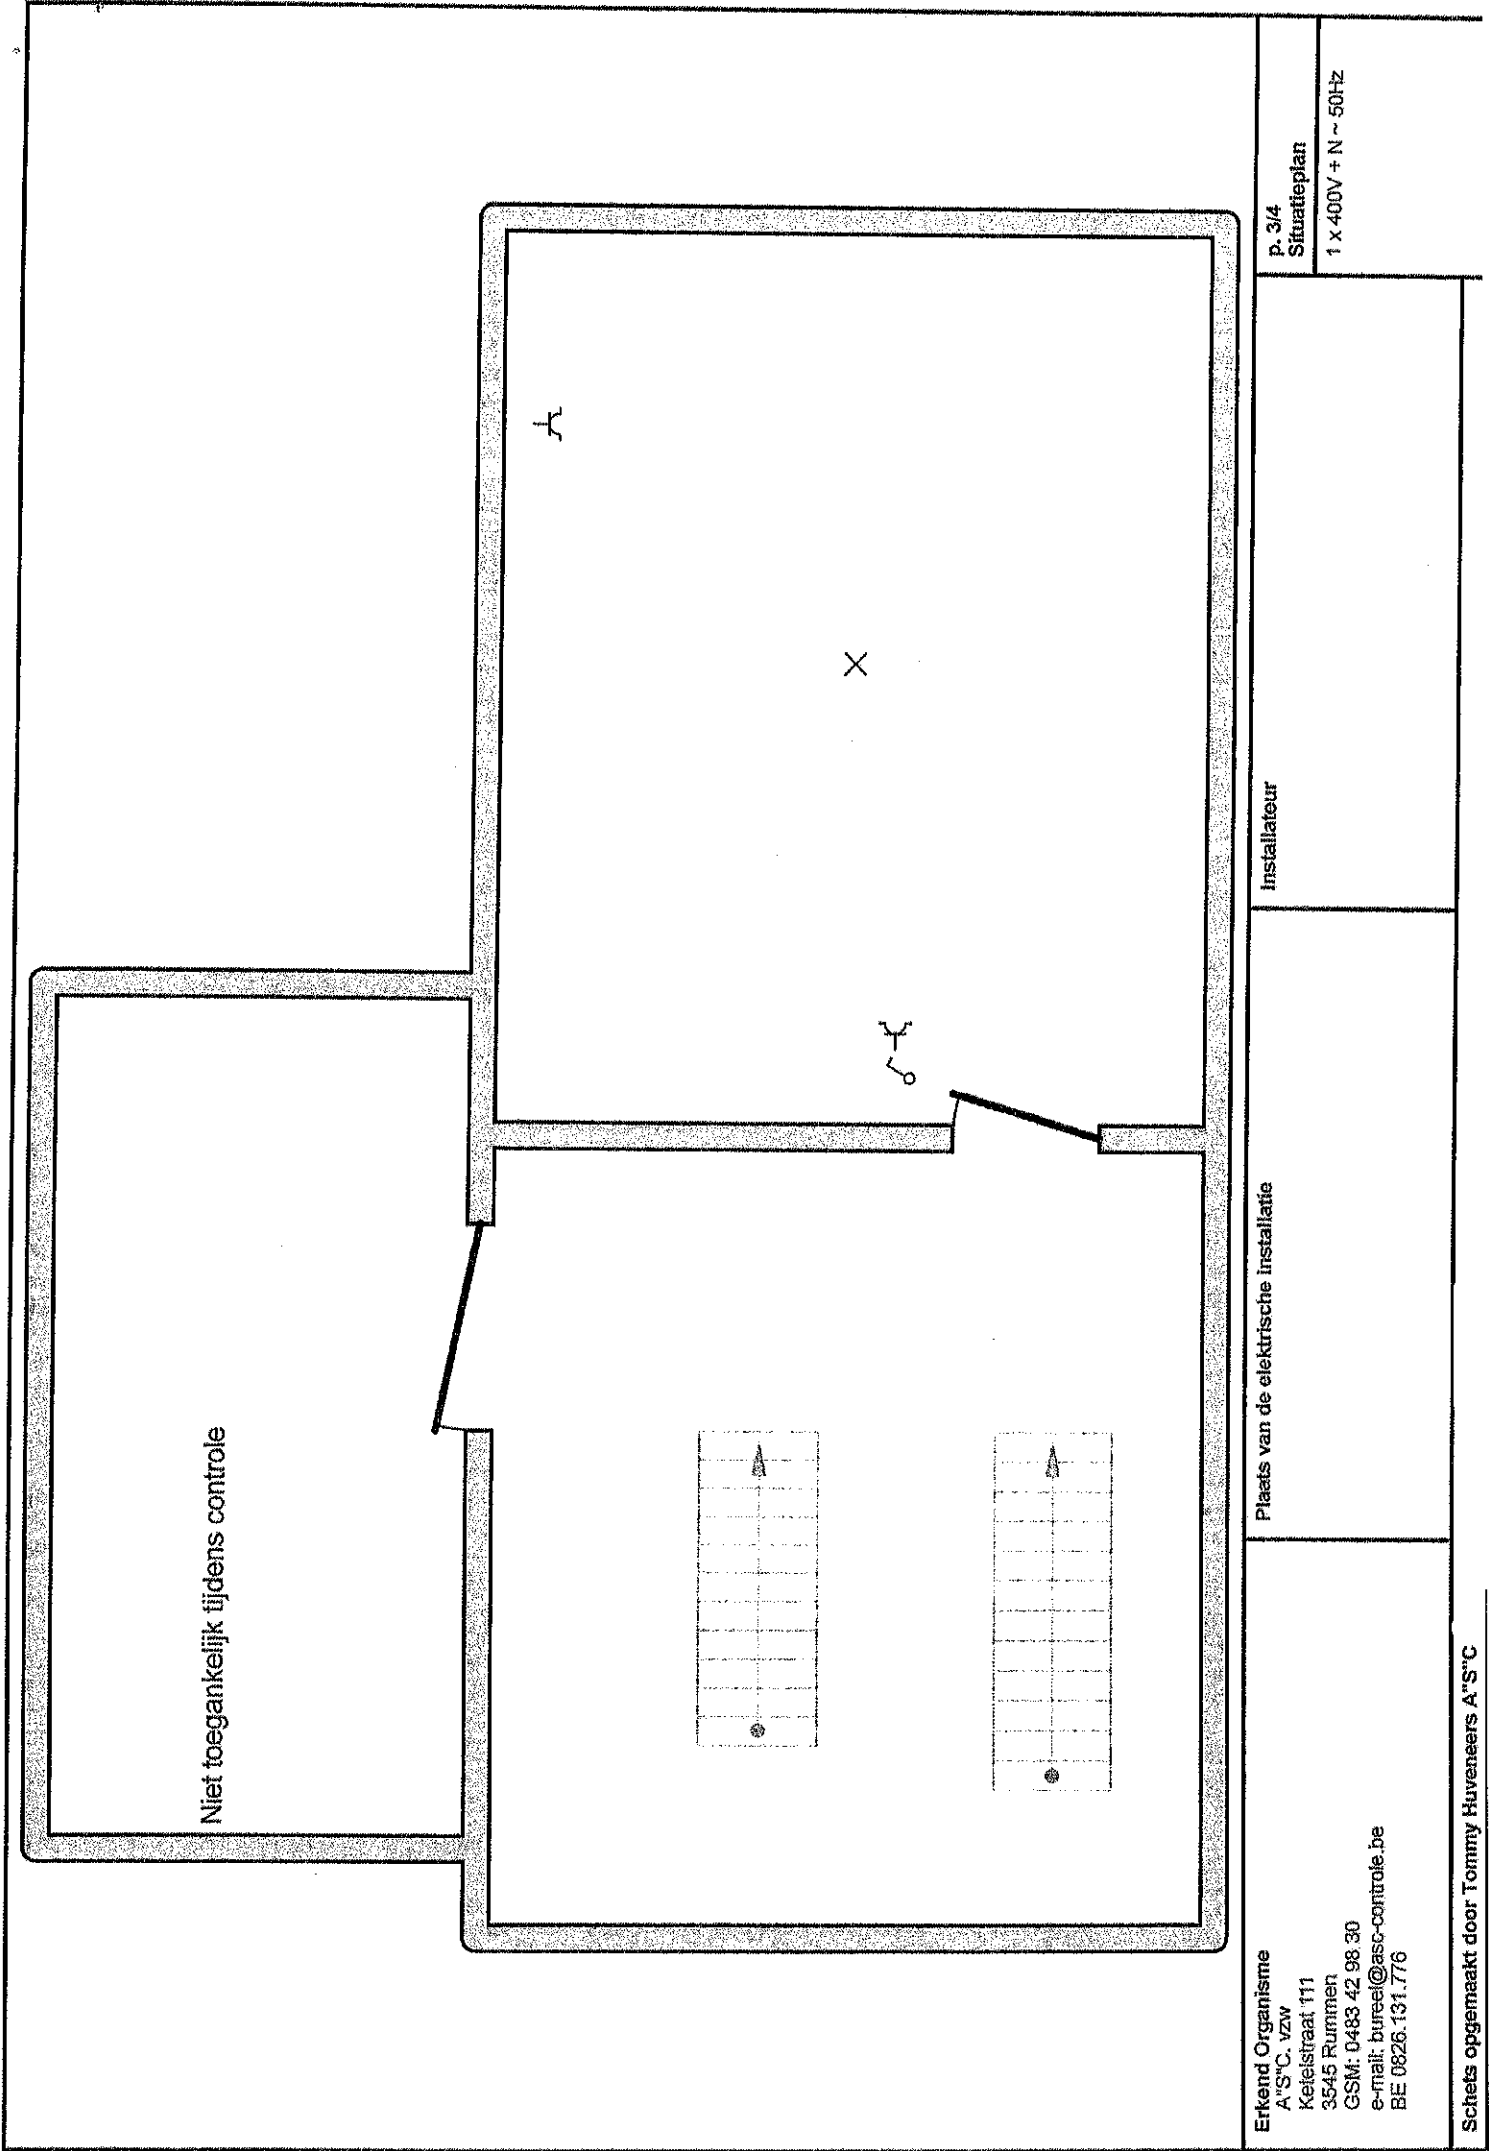 Niet toegankelijk tijdens controle
Erkend Organisme
A"S"C. vzw
Ketelstraat 111
3545 Rummen
GSM: 0483 42 98 30
e-mail: bureel@asc-controle.be
BE 0826.131.776
Plaats van de elektrische installatie
Installateur
p. 3/4
Situatieplan
1 x 400V + N ~ 50Hz
Schets opgemaakt door Tommy Huveneers A"S"C